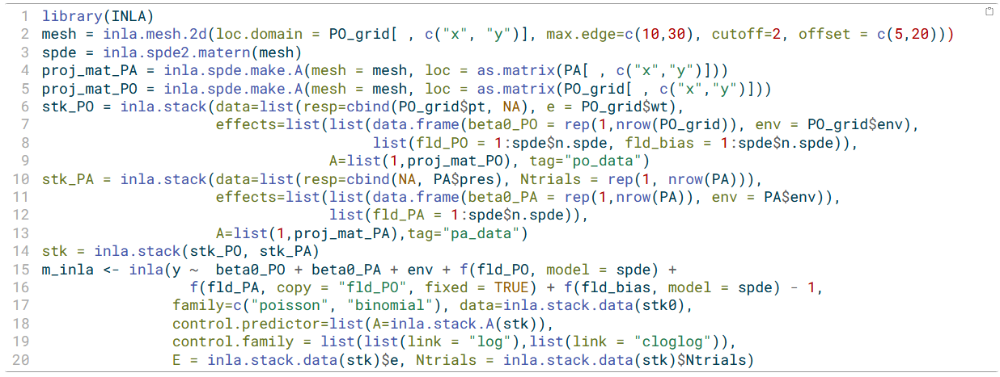 1 library(INLA)
2 mesh = inla.mesh.2d(loc.domain = PO_grid[ , c("x", "y")], max.edge=c(10,30), cutoff=2, offset = c(5,20)))
3 spde = inla.spde2.matern(mesh)
4 proj_mat_PA = inla.spde.make.A(mesh = mesh, loc = as.matrix(PA[ , c("x","y")]))
5 proj_mat_PO = inla.spde.make.A(mesh = mesh, loc = as.matrix(PO_grid[ , c("x","y")]))
6 stk_PO = inla.stack(data=list(resp=cbind(PO_grid$pt, NA), e = PO_grid$wt),
7 effects=list(list(data.frame(beta0_PO = rep(1,nrow(PO_grid)), env = PO_grid$env),
8 list(fld_PO = 1:spde$n.spde, fld_bias = 1:spde$n.spde)),
9 A=list(1,proj_mat_PO), tag="po_data")
10 stk_PA = inla.stack(data=list(resp=cbind(NA, PA$pres), Ntrials = rep(1, nrow(PA))),
11 effects=list(list(data.frame(beta0_PA = rep(1,nrow(PA)), env = PA$env)),
12 list(fld_PA = 1:spde$n.spde)),
13 A=list(1,proj_mat_PA),tag="pa_data")
14 stk = inla.stack(stk_PO, stk_PA)
15 m_inla <- inla(y ~ beta0_PO + beta0_PA + env + f(fld_PO, model = spde) +
16 f(fld_PA, copy = "fld_PO", fixed = TRUE) + f(fld_bias, model = spde) - 1,
17 family=c("poisson", "binomial"), data=inla.stack.data(stk0),
18 control.predictor=list(A=inla.stack.A(stk)),
19 control.family = list(list(link = "log"),list(link = "cloglog")),
20 E = inla.stack.data(stk)$e, Ntrials = inla.stack.data(stk)$Ntrials)